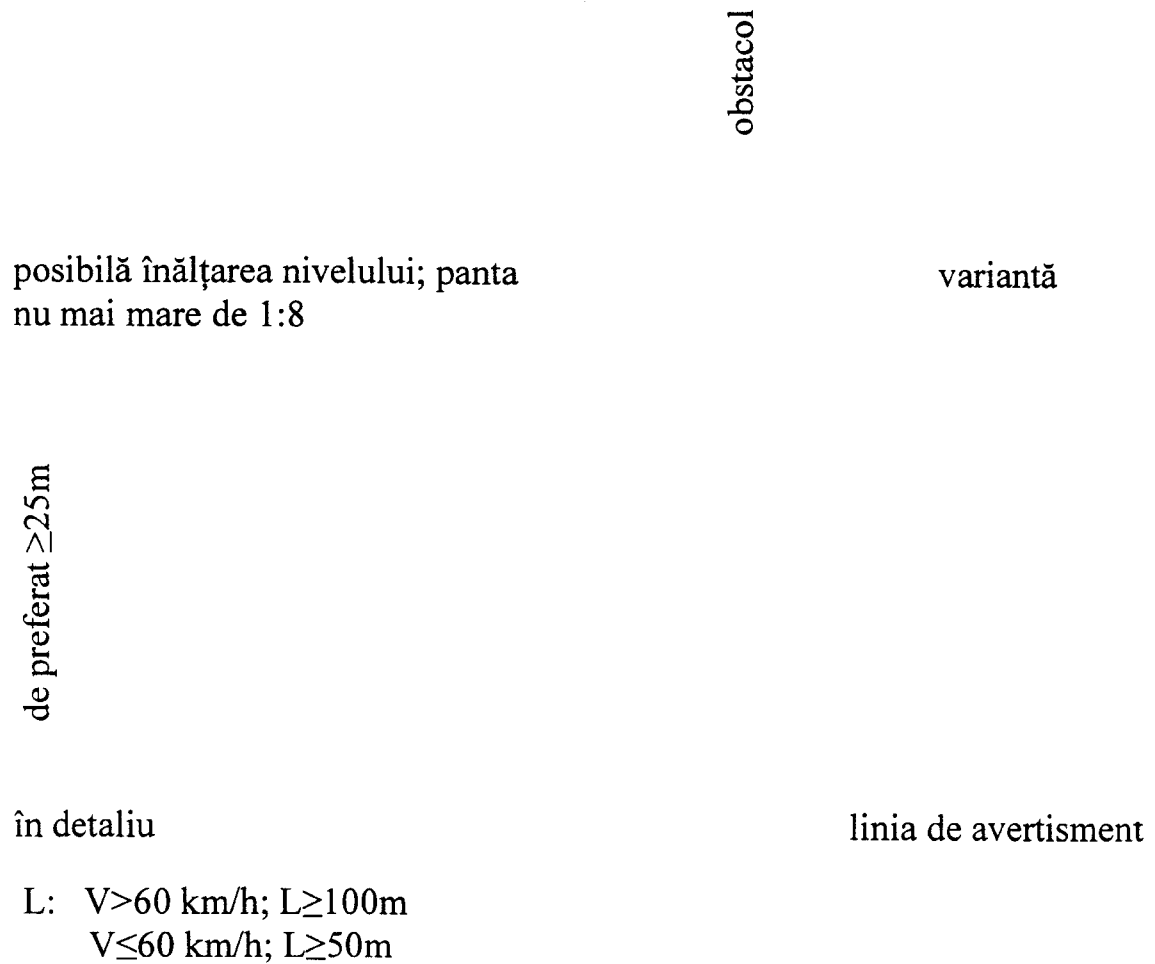 obstacol
posibilă înălțarea nivelului; panta
nu mai mare de 1:8
variantă
de preferat ≥25m
în detaliu
linia de avertisment
L: V>60 km/h; L≥100m
V≤60 km/h; L≥50m